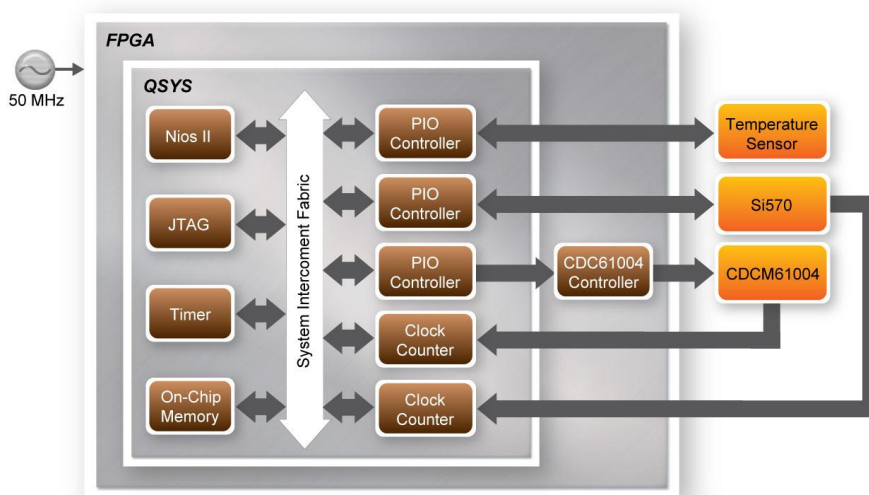 FPGA
50 MHz
QSYS
Nios II
JTAG
Timer
On-Chip
Memory
System Intercoment Fabric
PIO
Controller
PIO
Controller
PIO
Controller
Clock
Counter
Clock
Counter
CDC61004
Controller
Temperature
Sensor
Si570
CDCM61004